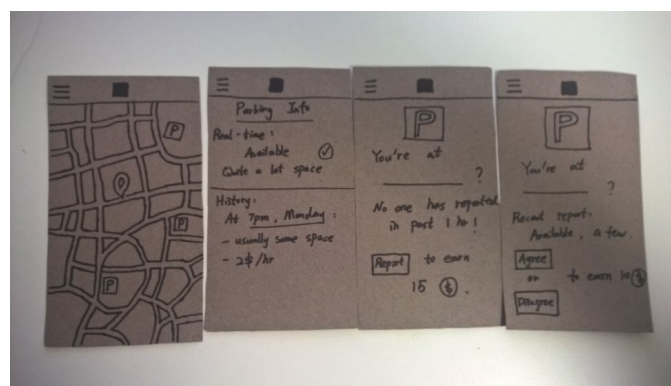 P
P
P
Parking Info
Real-time:
Available ✓
Quite a lot space
History:
At 7pm, Monday:
- usually some space
- 2$/hr
P
You're at
?
No one has reported
in past 1 hr!
Report to earn
15 $.
P
You're at
?
Recent report:
Available, a few.
Agree
or to earn 10 $
Disagree